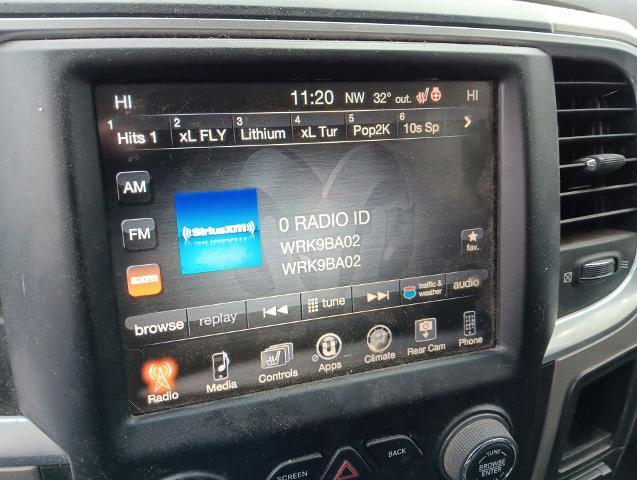 HI 11:20 NW 32° out. HI
1 Hits 1 2 xL FLY 3 Lithium 4 xL Tur 5 Pop2K 6 10s Sp
AM
FM
sxm
((SiriusXM))
0 RADIO ID
WRK9BA02
WRK9BA02
fav.
browse replay tune traffic & weather audio
Radio Media Controls Apps Climate Rear Cam Phone
SCREEN
BACK
TUNE
BROWSE
ENTER